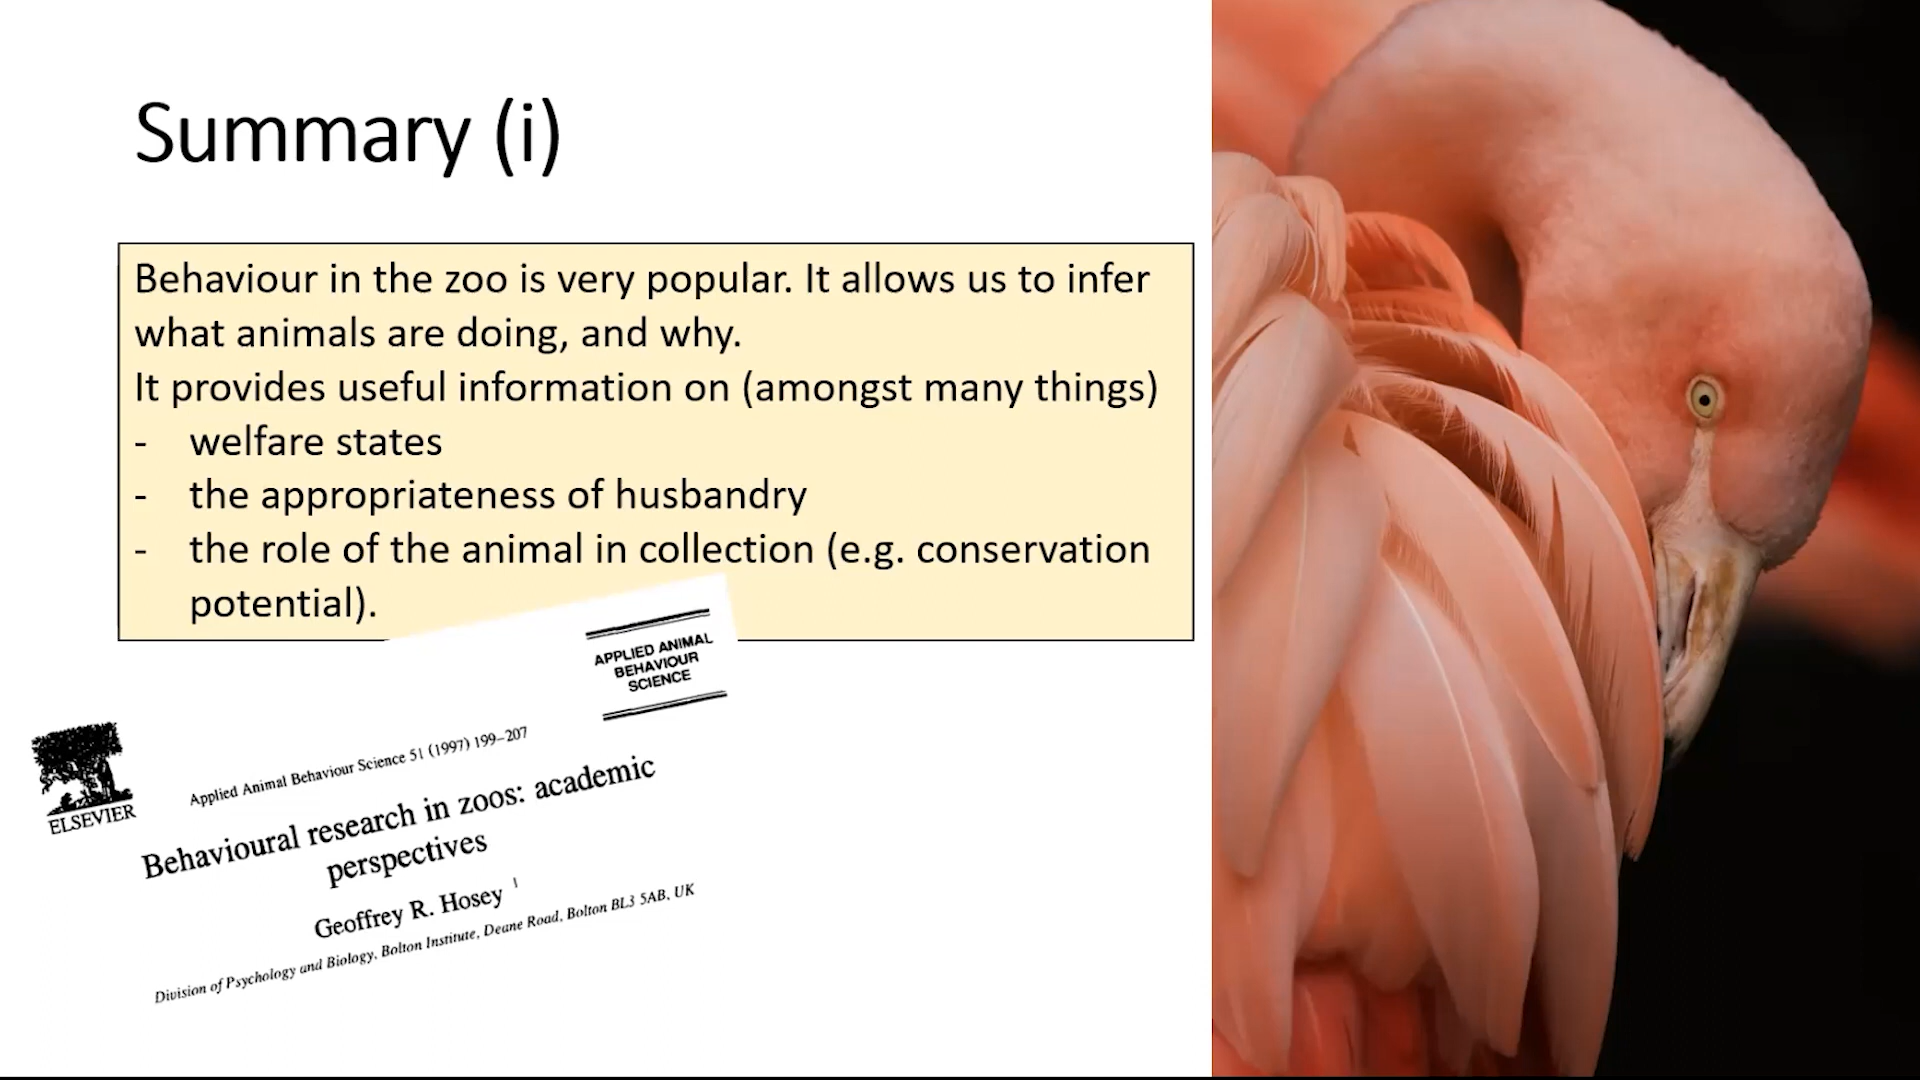 Summary (i)
Behaviour in the zoo is very popular. It allows us to infer
what animals are doing, and why.
It provides useful information on (amongst many things)
- welfare states
- the appropriateness of husbandry
- the role of the animal in collection (e.g. conservation
potential).
APPLIED ANIMAL
BEHAVIOUR
SCIENCE
ELSEVIER
Applied Animal Behaviour Science 51 (1997) 199–207
Behavioural research in zoos: academic
perspectives
Geoffrey R. Hosey 1
Division of Psychology and Biology, Bolton Institute, Deane Road, Bolton BL3 5AB, UK